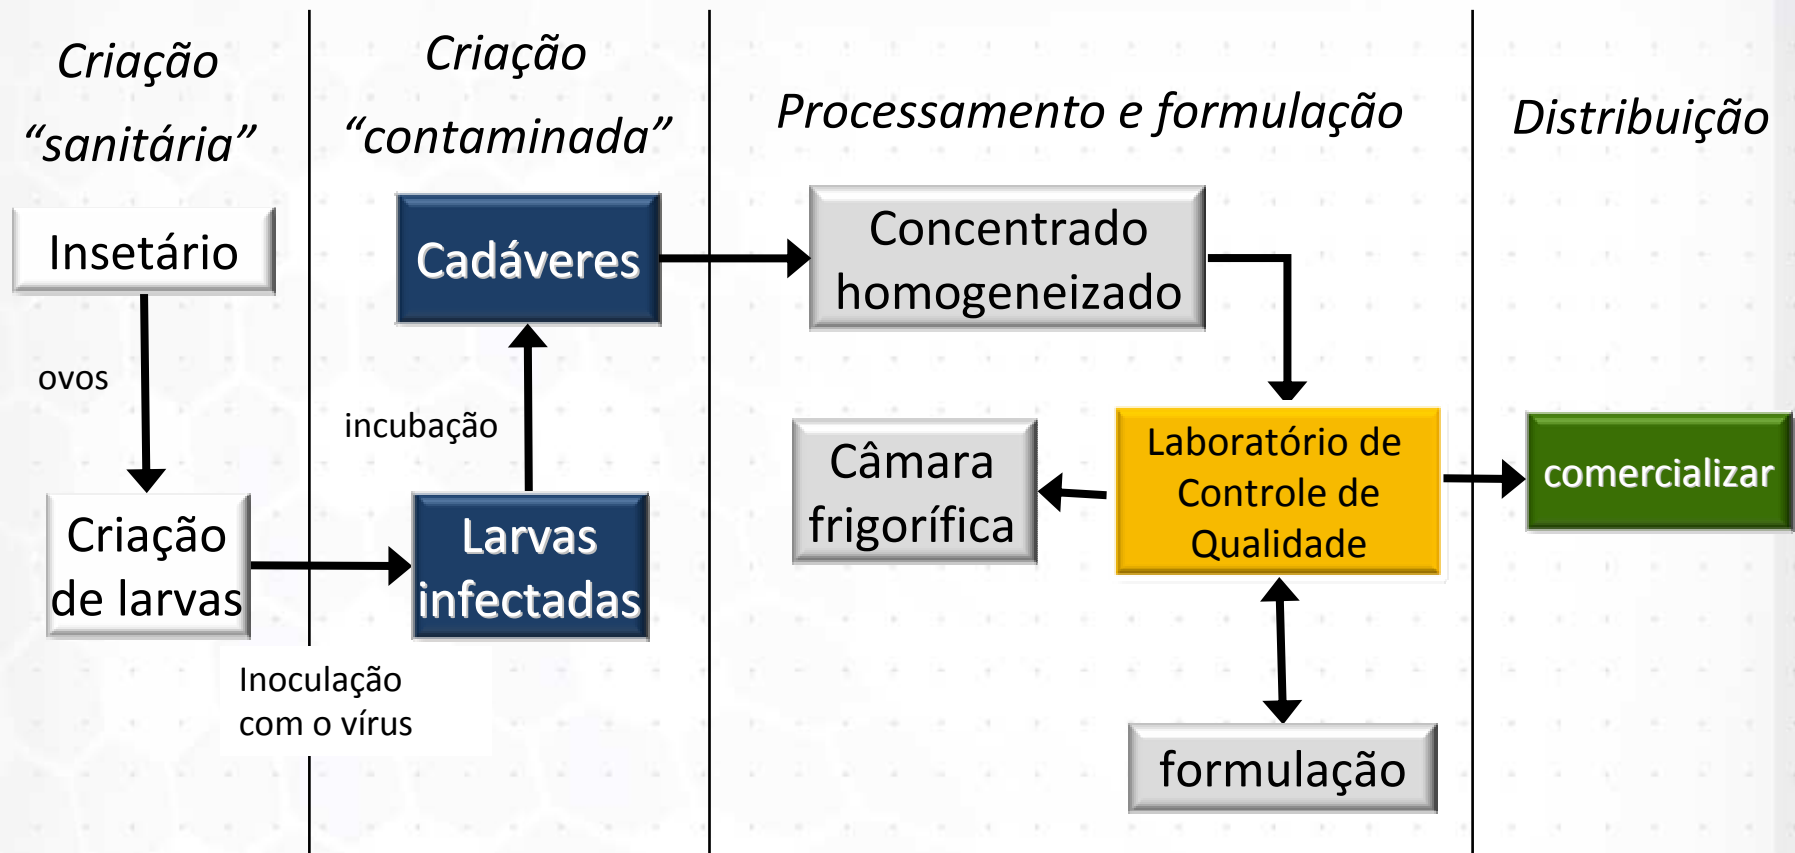 Criação
“sanitária”
Insetário
ovos
Criação
de larvas
Inoculação
com o vírus
Criação
“contaminada”
Cadáveres
incubação
Larvas
infectadas
Processamento e formulação
Concentrado
homogeneizado
Câmara
frigorífica
Laboratório de
Controle de
Qualidade
formulação
Distribuição
comercializar